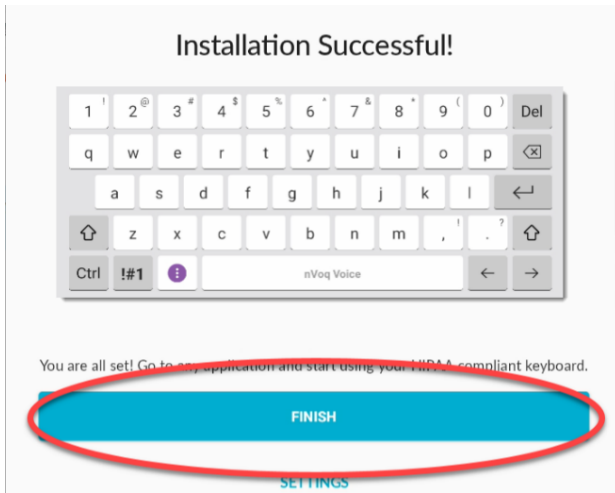 Installation Successful!
1 ! 2 @ 3 # 4 $ 5 % 6 ^ 7 & 8 * 9 ( 0 ) Del
q w e r t y u i o p
a s d f g h j k l
z x c v b n m , ! . ?
Ctrl !#1 nVoq Voice ← →
You are all set! Go to any application and start using your HIPAA compliant keyboard.
FINISH
SETTINGS